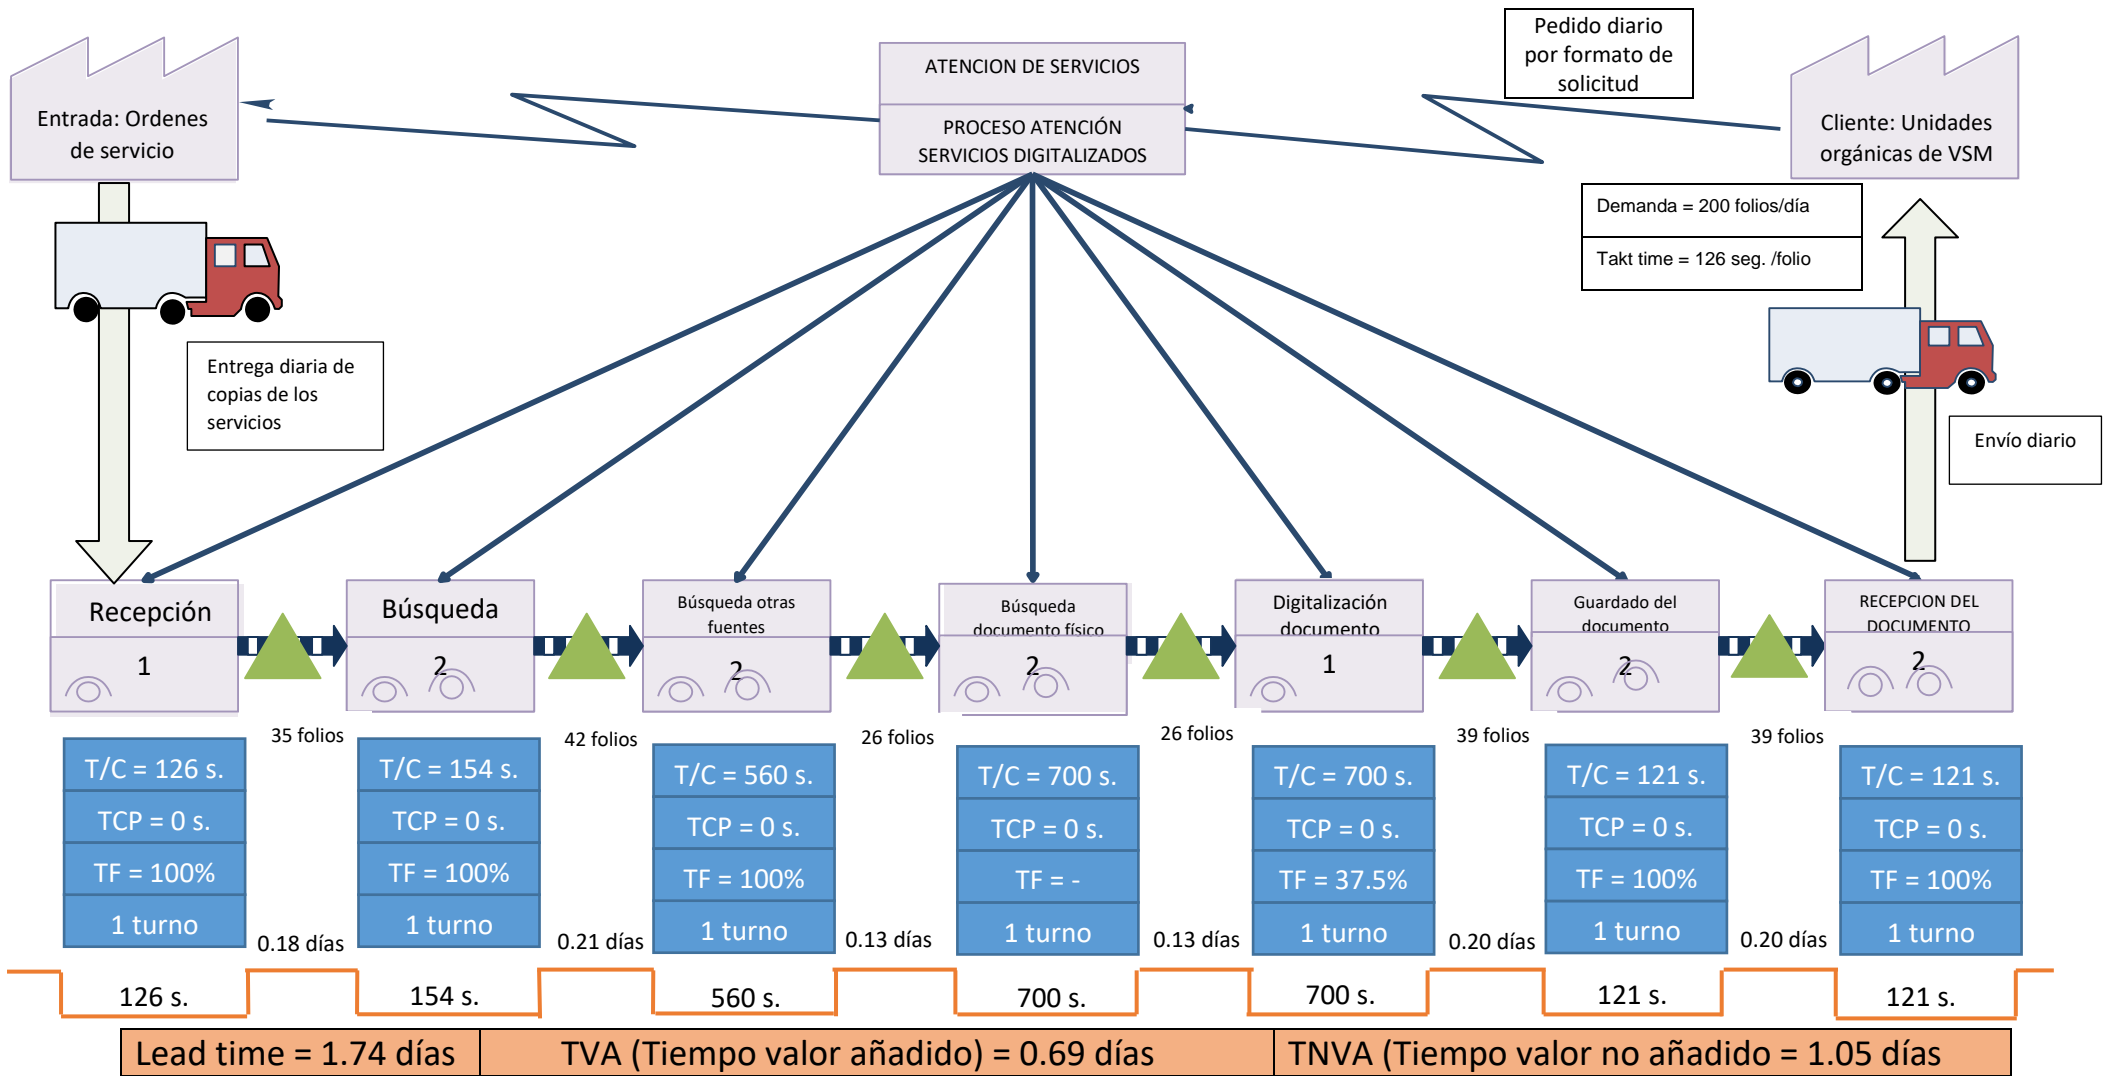 Pedido diario
por formato de
solicitud
ATENCION DE SERVICIOS
PROCESO ATENCIÓN
SERVICIOS DIGITALIZADOS
Entrada: Ordenes
de servicio
Cliente: Unidades
orgánicas de VSM
Demanda = 200 folios/día
Takt time = 126 seg. /folio
Entrega diaria de
copias de los
servicios
Envío diario
Recepción
1
Búsqueda
2
Búsqueda otras
fuentes
2
Búsqueda
documento físico
2
Digitalización
documento
1
Guardado del
documento
2
RECEPCION DEL
DOCUMENTO
2
35 folios
42 folios
26 folios
26 folios
39 folios
39 folios
T/C = 126 s.
TCP = 0 s.
TF = 100%
1 turno
T/C = 154 s.
TCP = 0 s.
TF = 100%
1 turno
T/C = 560 s.
TCP = 0 s.
TF = 100%
1 turno
T/C = 700 s.
TCP = 0 s.
TF = -
1 turno
T/C = 700 s.
TCP = 0 s.
TF = 37.5%
1 turno
T/C = 121 s.
TCP = 0 s.
TF = 100%
1 turno
T/C = 121 s.
TCP = 0 s.
TF = 100%
1 turno
0.18 días
0.21 días
0.13 días
0.13 días
0.20 días
0.20 días
126 s.
154 s.
560 s.
700 s.
700 s.
121 s.
121 s.
Lead time = 1.74 días
TVA (Tiempo valor añadido) = 0.69 días
TNVA (Tiempo valor no añadido = 1.05 días